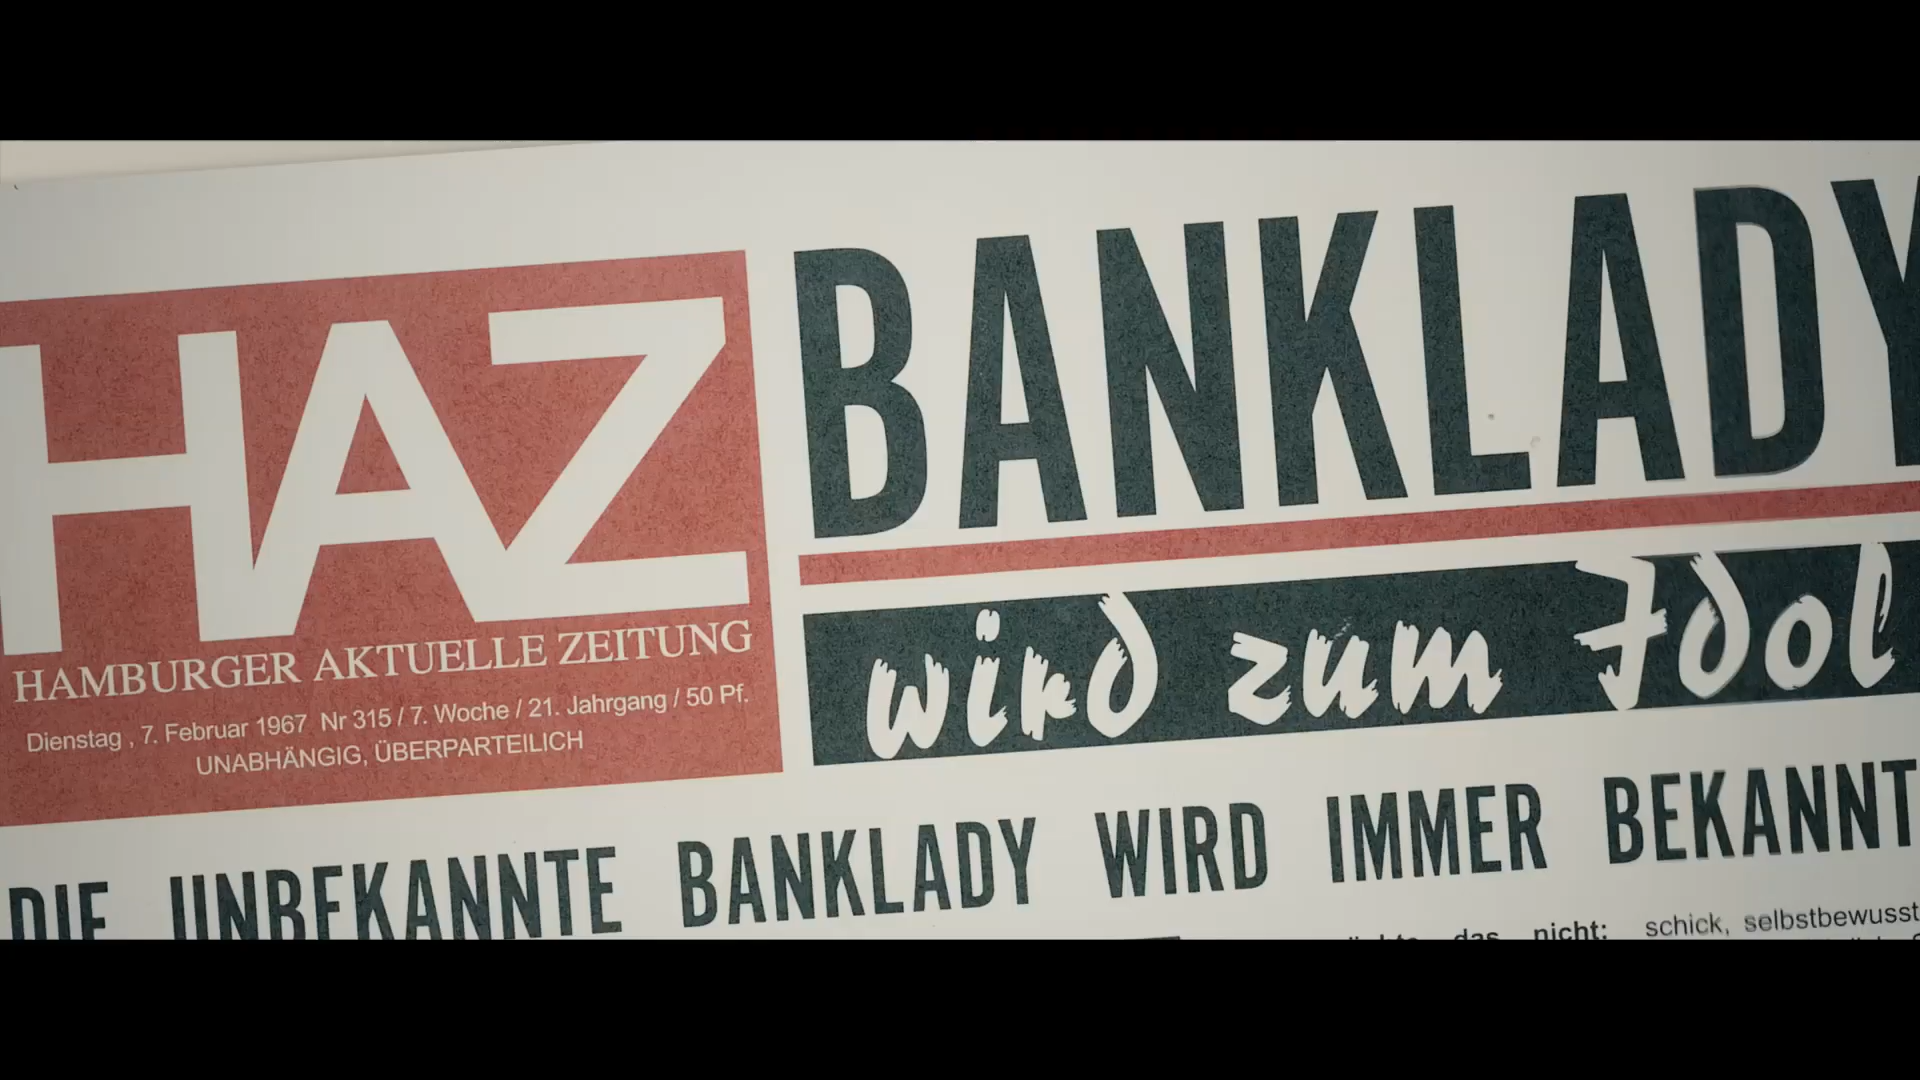 HAZ
HAMBURGER AKTUELLE ZEITUNG
Dienstag , 7. Februar 1967 Nr 315 / 7. Woche / 21. Jahrgang / 50 Pf.
UNABHÄNGIG, ÜBERPARTEILICH
BANKLADY
wird zum Idol
DIE UNBEKANNTE BANKLADY WIRD IMMER BEKANNT
das nicht:
schick, selbstbewusst